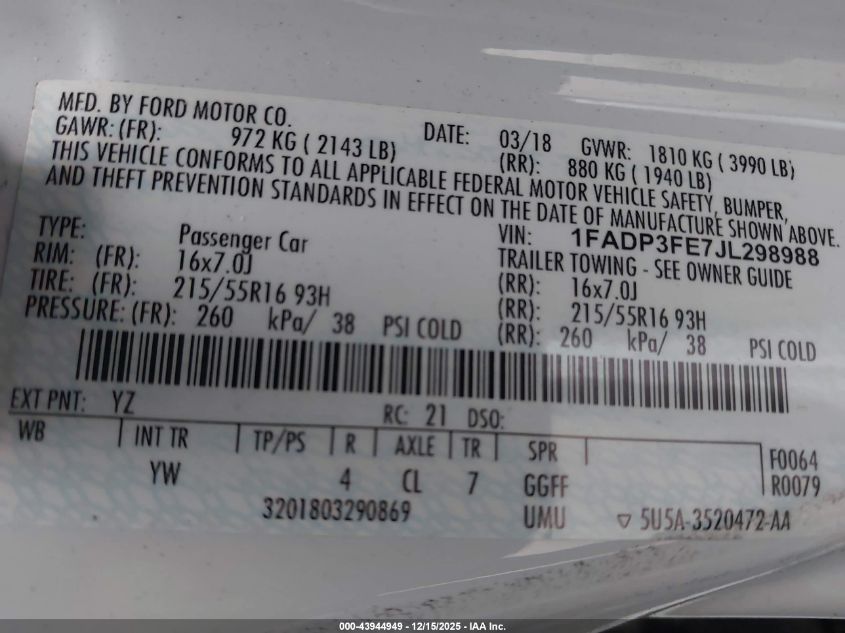 MFD. BY FORD MOTOR CO. DATE: 03/18 GVWR: 1810 KG ( 3990 LB)
GAWR: (FR): 972 KG ( 2143 LB) (RR): 880 KG ( 1940 LB)
THIS VEHICLE CONFORMS TO ALL APPLICABLE FEDERAL MOTOR VEHICLE SAFETY, BUMPER,
AND THEFT PREVENTION STANDARDS IN EFFECT ON THE DATE OF MANUFACTURE SHOWN ABOVE.
VIN: 1FADP3FE7JL298988
TYPE: Passenger Car TRAILER TOWING - SEE OWNER GUIDE
RIM: (FR): 16x7.0J (RR): 16x7.0J
TIRE: (FR): 215/55R16 93H (RR): 215/55R16 93H
PRESSURE: (FR): 260 kPa/ 38 PSI COLD (RR): 260 kPa/ 38 PSI COLD
EXT PNT: YZ RC: 21 DSO:
WB INT TR TP/PS R AXLE TR SPR F0064
YW 4 CL 7 GGFF R0079
3201803290869 UMU ▽ 5U5A-3520472-AA
000-43944949 - 12/15/2025 - IAA Inc.